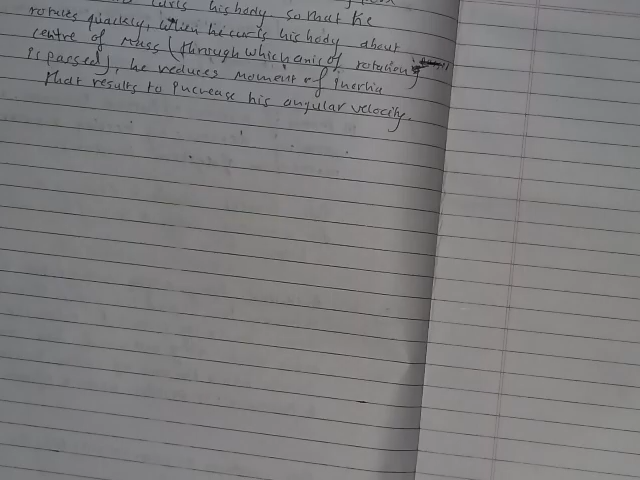 curls his body so that he
rotates quickly, when he curls his body about
centre of mass (through which axis of rotation
is passed), he reduces moment of inertia
that results to increase his angular velocity.